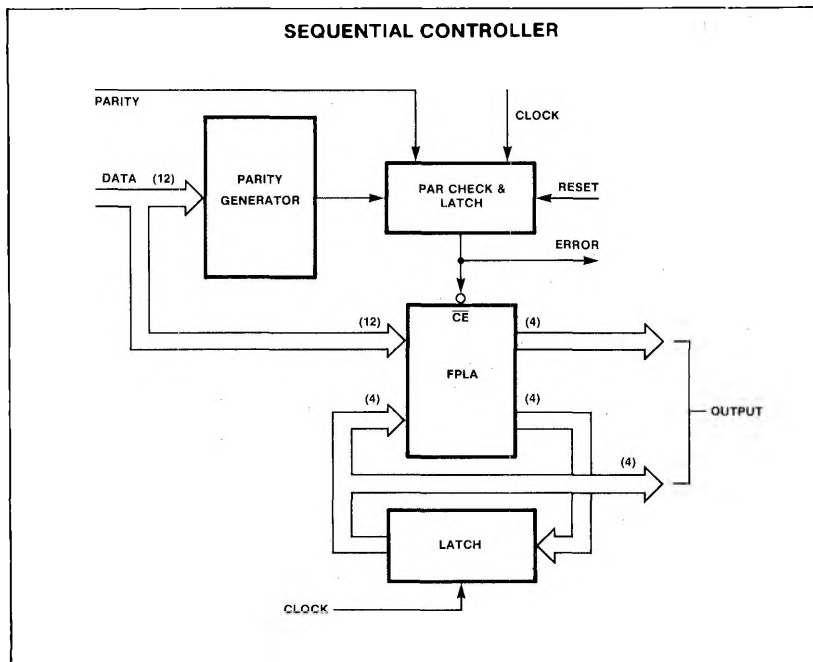 SEQUENTIAL CONTROLLER
PARITY
CLOCK
DATA (12)
PARITY
GENERATOR
PAR CHECK &
LATCH
RESET
ERROR
(12)
CE
(4)
FPLA
(4)
(4)
OUTPUT
(4)
LATCH
CLOCK